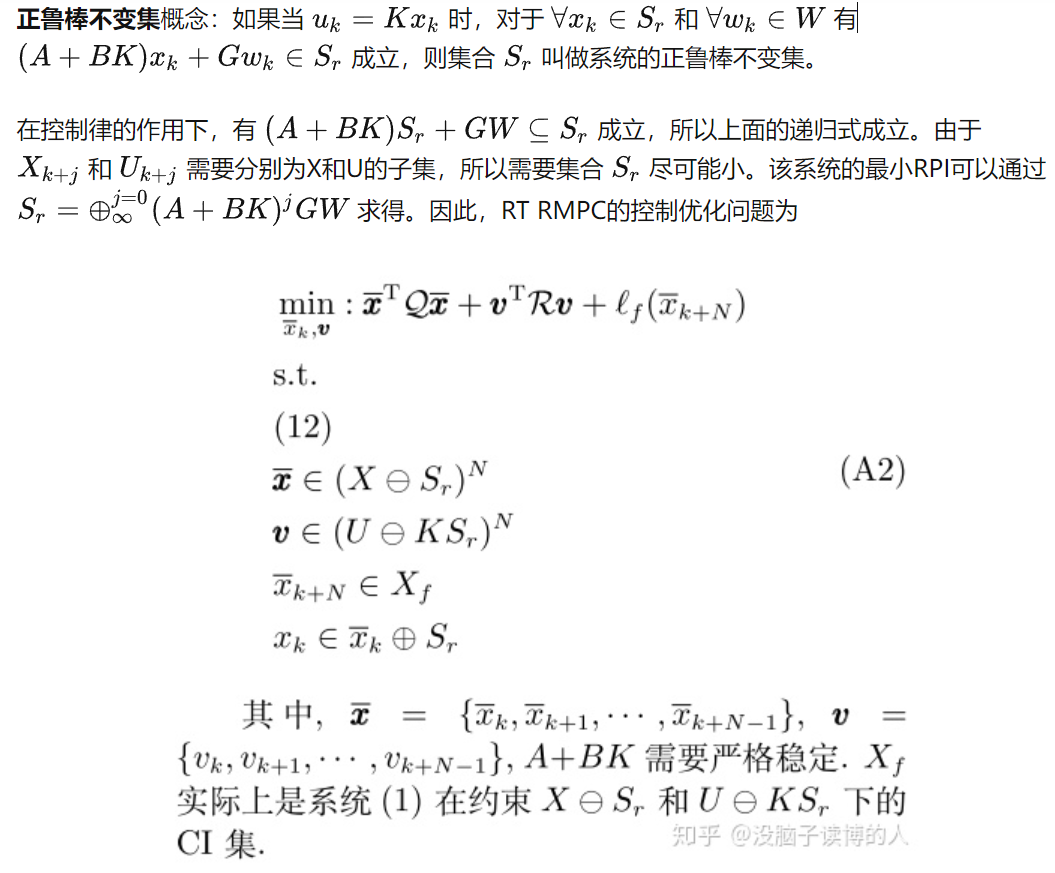 正鲁棒不变集概念：如果当 $u_k = Kx_k$ 时，对于 $\forall x_k \in S_r$ 和 $\forall w_k \in W$ 有
$(A + BK)x_k + Gw_k \in S_r$ 成立，则集合 $S_r$ 叫做系统的正鲁棒不变集。
在控制律的作用下，有 $(A + BK)S_r + GW \subseteq S_r$ 成立，所以上面的递归式成立。由于
$X_{k+j}$ 和 $U_{k+j}$ 需要分别为X和U的子集，所以需要集合 $S_r$ 尽可能小。该系统的最小RPI可以通过
$S_r = \oplus_{\infty}^{j=0}(A + BK)^j GW$ 求得。因此，RT RMPC的控制优化问题为
$\min_{\overline{x}_k, \boldsymbol{v}} : \overline{\boldsymbol{x}}^{\mathrm{T}} \mathcal{Q} \overline{\boldsymbol{x}} + \boldsymbol{v}^{\mathrm{T}} \mathcal{R} \boldsymbol{v} + \ell_f(\overline{x}_{k+N})$
s.t.
(12)
$\overline{\boldsymbol{x}} \in (X \ominus S_r)^N$
(A2)
$\boldsymbol{v} \in (U \ominus KS_r)^N$
$\overline{x}_{k+N} \in X_f$
$x_k \in \overline{x}_k \oplus S_r$
其中, $\overline{\boldsymbol{x}} = \{\overline{x}_k, \overline{x}_{k+1}, \cdots, \overline{x}_{k+N-1}\}$, $\boldsymbol{v} =$
$\{v_k, v_{k+1}, \cdots, v_{k+N-1}\}$, $A+BK$ 需要严格稳定. $X_f$
实际上是系统 (1) 在约束 $X \ominus S_r$ 和 $U \ominus KS_r$ 下的
CI 集.
知乎 @没脑子读博的人